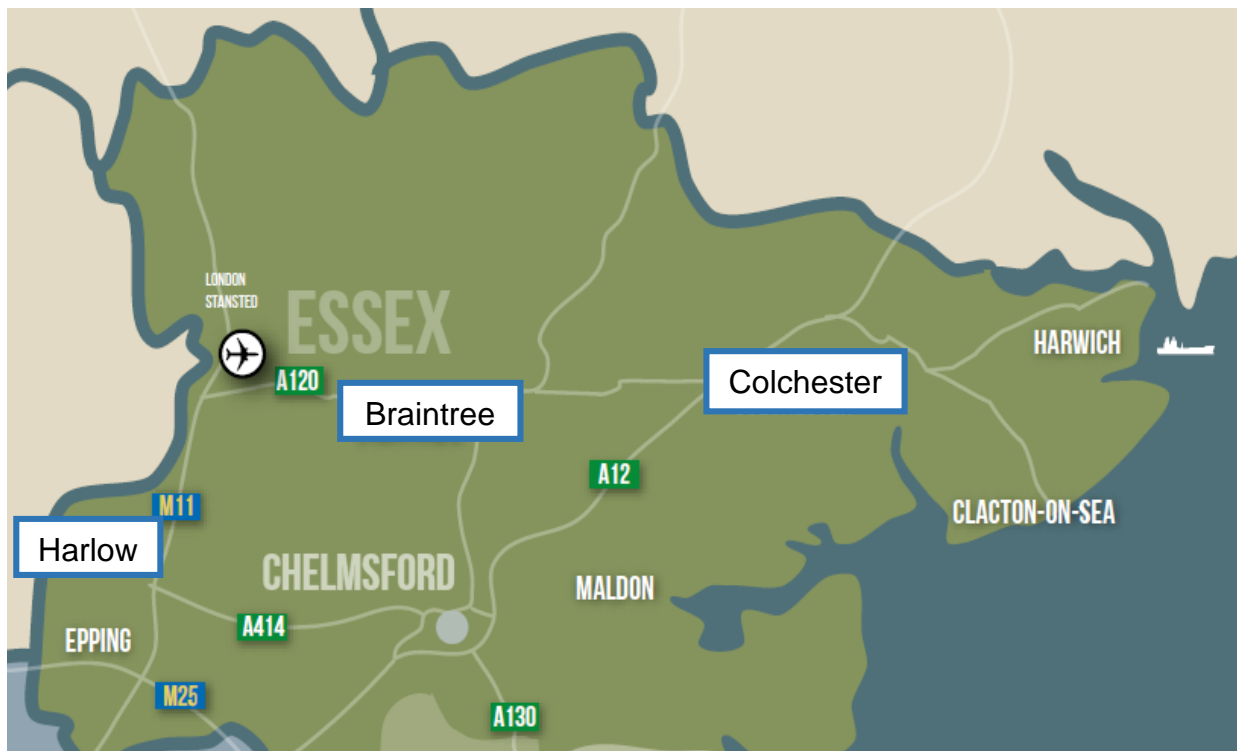 LONDON
STANSTED
ESSEX
HARWICH
A120
Braintree
Colchester
A12
M11
CLACTON-ON-SEA
Harlow
CHELMSFORD
MALDON
EPPING
A414
M25
A130